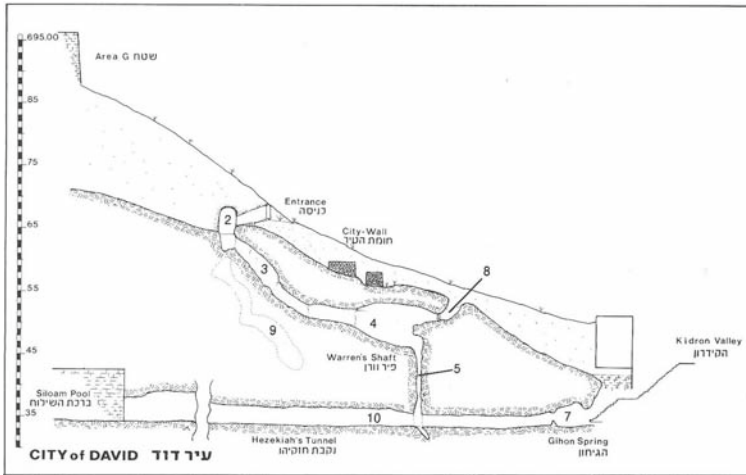 695.00
Area G שטח
85
75
Entrance
כניסה
65
2
City-Wall
חומת העיר
3
8
55
4
9
Kidron Valley
הקידרון
Warren's Shaft
פיר וורן
45
5
Siloam Pool
ברכת השילוח
35
10
7
Hezekiah's Tunnel
נקבת חזקיהו
Gihon Spring
הגיחון
CITY of DAVID עיר דוד